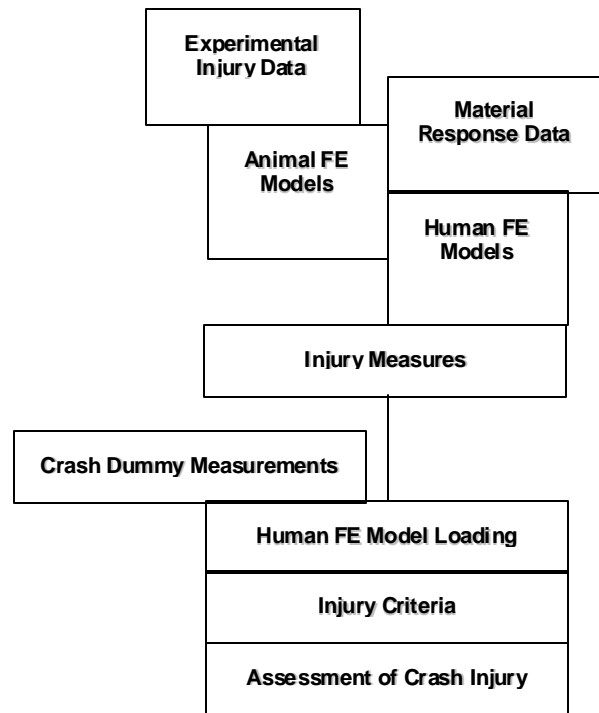 Experimental
Injury Data
Material
Response Data
Animal FE
Models
Human FE
Models
Injury Measures
Crash Dummy Measurements
Human FE Model Loading
Injury Criteria
Assessment of Crash Injury